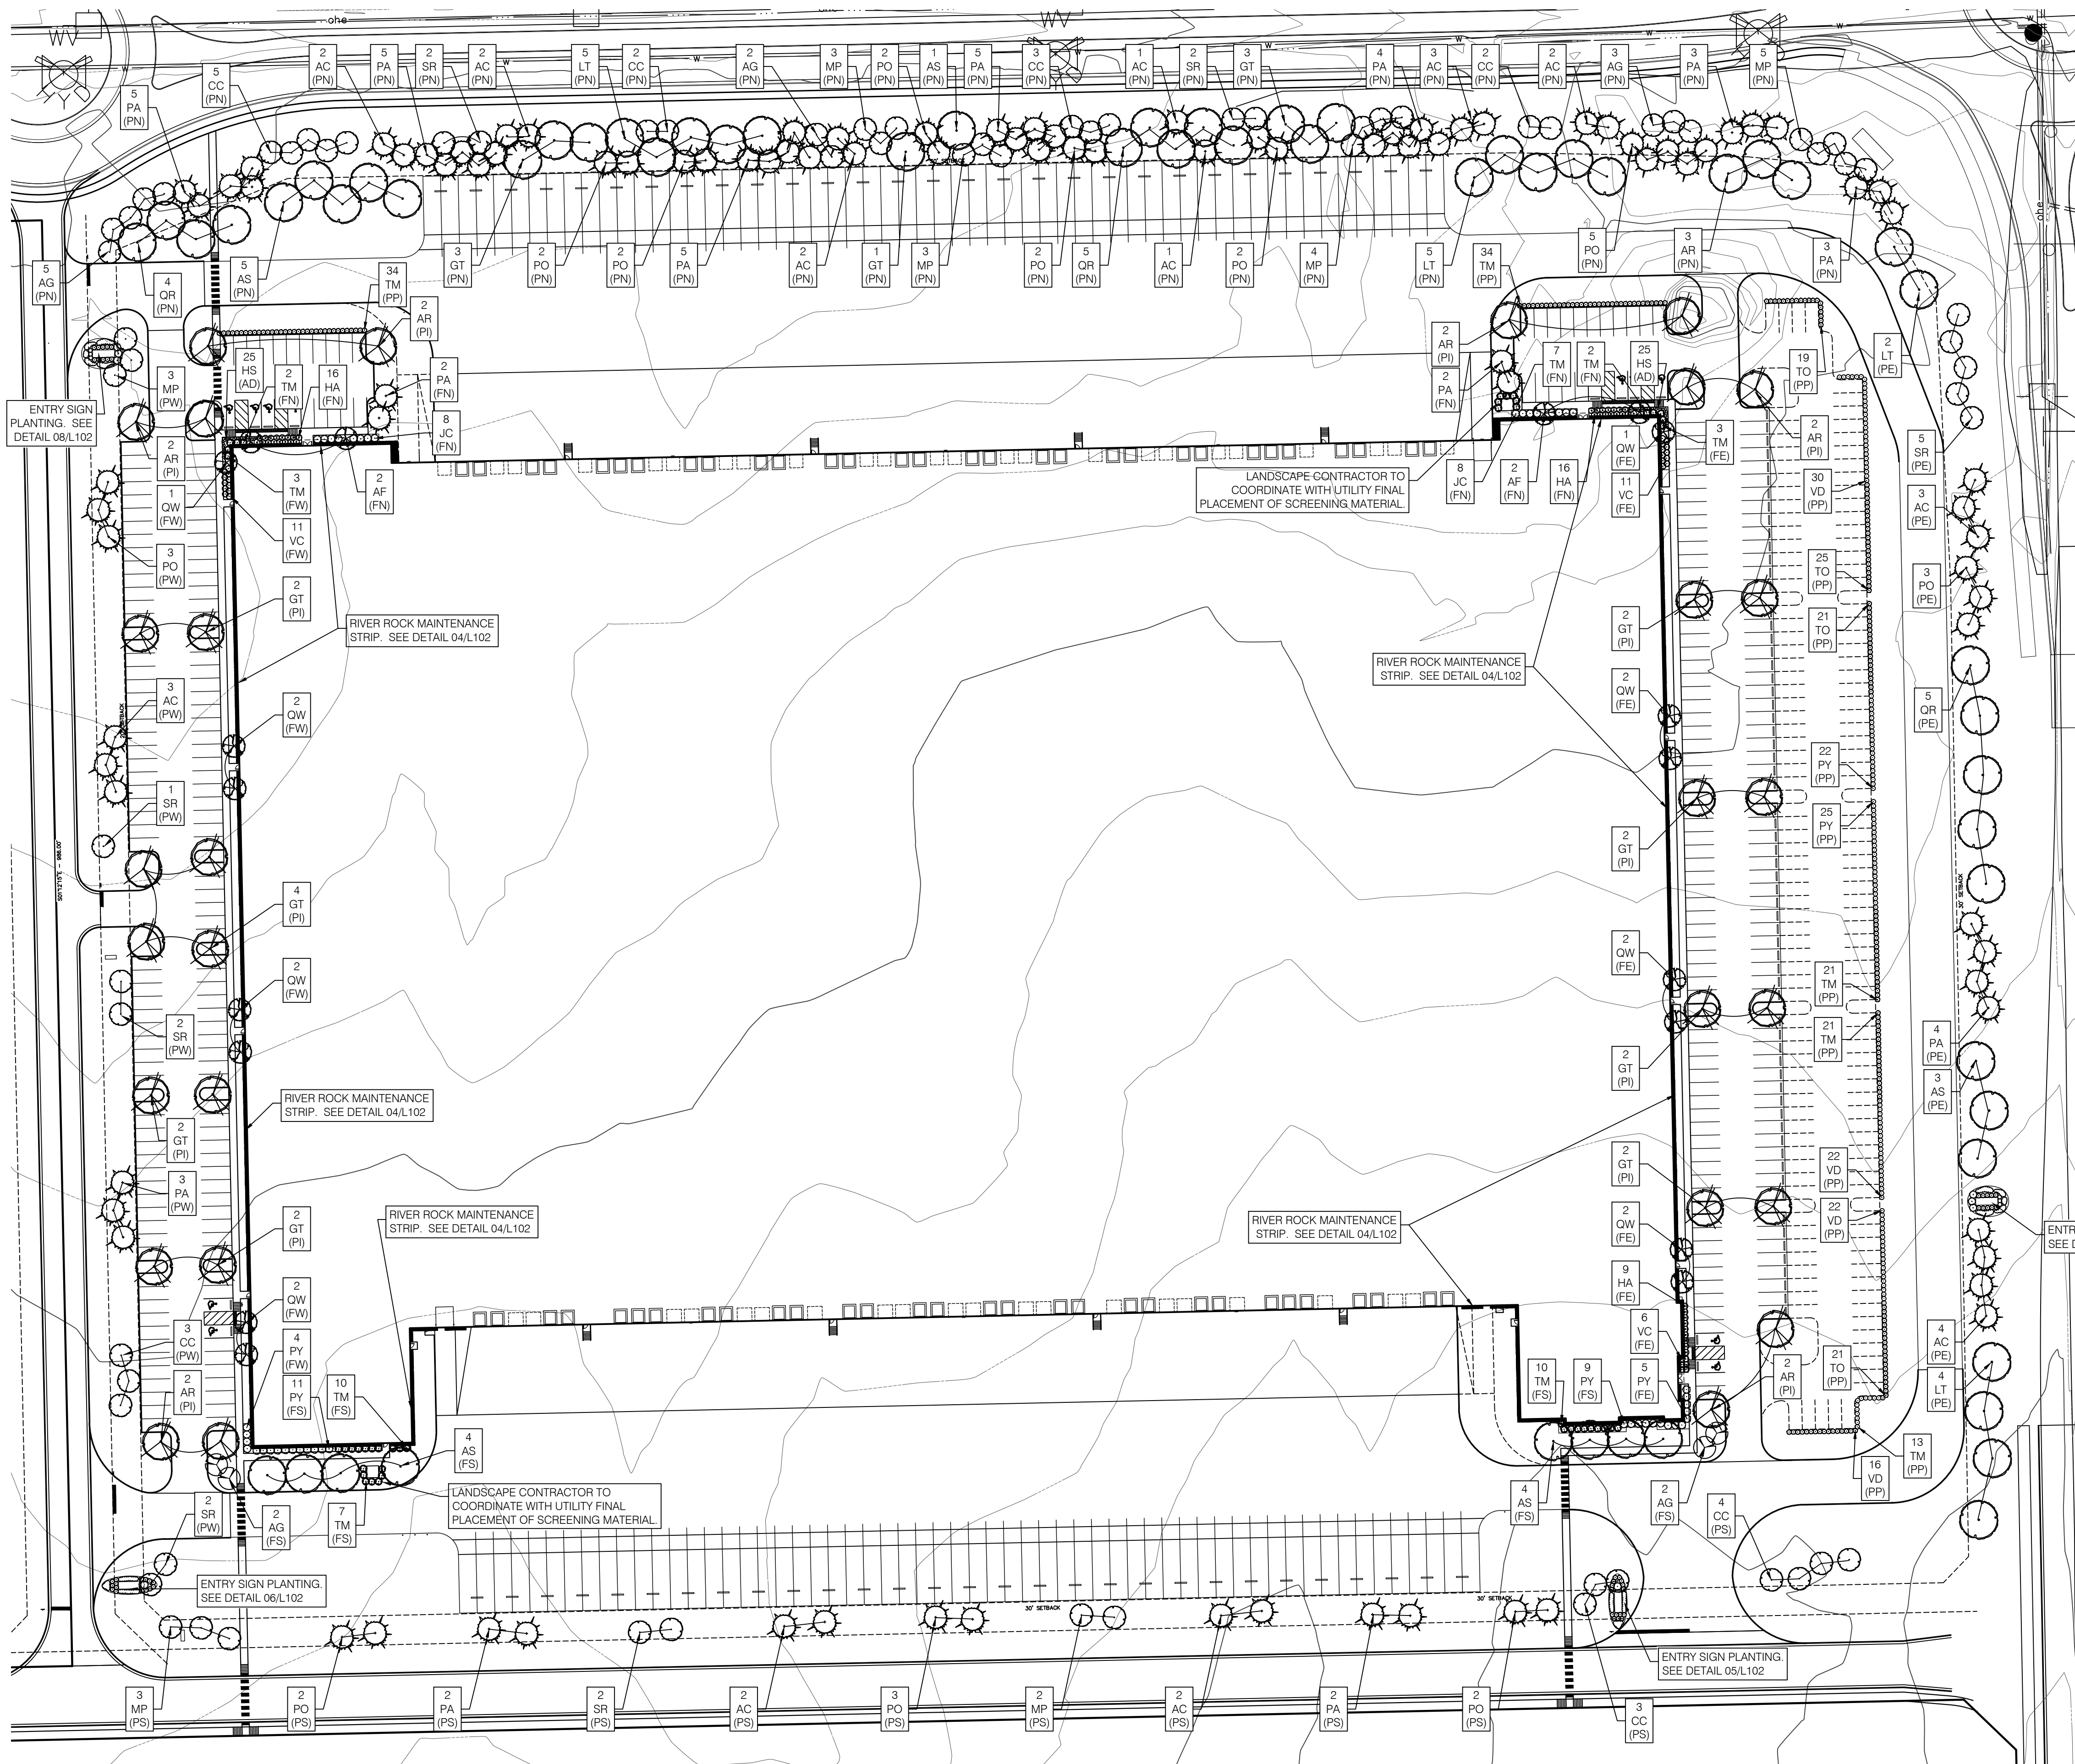 ohe
ohe
W
W
W
W
W
W
W
2
AC
(PN)
5
PA
(PN)
2
SR
(PN)
2
AC
(PN)
5
LT
(PN)
2
CC
(PN)
2
AG
(PN)
3
MP
(PN)
2
PO
(PN)
1
AS
(PN)
5
PA
(PN)
3
CC
(PN)
1
AC
(PN)
2
SR
(PN)
3
GT
(PN)
4
PA
(PN)
3
AC
(PN)
2
CC
(PN)
2
AC
(PN)
3
AG
(PN)
3
PA
(PN)
5
MP
(PN)
5
CC
(PN)
5
PA
(PN)
30' SETBACK
5
AG
(PN)
4
QR
(PN)
5
AS
(PN)
34
TM
(PP)
3
GT
(PN)
2
PO
(PN)
2
PO
(PN)
5
PA
(PN)
2
AC
(PN)
1
GT
(PN)
3
MP
(PN)
2
PO
(PN)
5
QR
(PN)
1
AC
(PN)
2
PO
(PN)
4
MP
(PN)
5
LT
(PN)
34
TM
(PP)
5
PO
(PN)
3
AR
(PN)
3
PA
(PN)
ohe
2
AR
(PI)
3
MP
(PW)
25
HS
(AD)
2
TM
(FN)
16
HA
(FN)
2
PA
(FN)
8
JC
(FN)
ENTRY SIGN
PLANTING. SEE
DETAIL 08/L102
2
AR
(PI)
1
QW
(FW)
3
TM
(FW)
2
AF
(FN)
11
VC
(FW)
2
AR
(PI)
2
PA
(FN)
7
TM
(FN)
2
TM
(FN)
25
HS
(AD)
19
TO
(PP)
2
LT
(PE)
LANDSCAPE CONTRACTOR TO
COORDINATE WITH UTILITY FINAL
PLACEMENT OF SCREENING MATERIAL.
8
JC
(FN)
2
AF
(FN)
16
HA
(FN)
1
QW
(FE)
3
TM
(FE)
11
VC
(FE)
2
AR
(PI)
5
SR
(PE)
30
VD
(PP)
3
AC
(PE)
3
PO
(PW)
2
GT
(PI)
RIVER ROCK MAINTENANCE
STRIP. SEE DETAIL 04/L102
25
TO
(PP)
3
PO
(PE)
2
GT
(PI)
21
TO
(PP)
RIVER ROCK MAINTENANCE
STRIP. SEE DETAIL 04/L102
3
AC
(PW)
2
QW
(FW)
2
QW
(FE)
5
QR
(PE)
22
PY
(PP)
1
SR
(PW)
25
PY
(PP)
2
GT
(PI)
S01°12'15"E - 988.00'
4
GT
(PI)
30' SETBACK
2
QW
(FW)
2
QW
(FE)
21
TM
(PP)
2
SR
(PW)
21
TM
(PP)
2
GT
(PI)
4
PA
(PE)
3
AS
(PE)
RIVER ROCK MAINTENANCE
STRIP. SEE DETAIL 04/L102
2
GT
(PI)
3
PA
(PW)
2
GT
(PI)
22
VD
(PP)
2
GT
(PI)
RIVER ROCK MAINTENANCE
STRIP. SEE DETAIL 04/L102
RIVER ROCK MAINTENANCE
STRIP. SEE DETAIL 04/L102
2
QW
(FE)
22
VD
(PP)
ENTR
SEE D
9
HA
(FE)
2
QW
(FW)
3
CC
(PW)
4
PY
(FW)
6
VC
(FE)
4
AC
(PE)
2
AR
(PI)
11
PY
(FS)
10
TM
(FS)
10
TM
(FS)
9
PY
(FS)
5
PY
(FE)
2
AR
(PI)
21
TO
(PP)
4
LT
(PE)
4
AS
(FS)
13
TM
(PP)
16
VD
(PP)
LANDSCAPE CONTRACTOR TO
COORDINATE WITH UTILITY FINAL
PLACEMENT OF SCREENING MATERIAL.
2
SR
(PW)
2
AG
(FS)
7
TM
(FS)
4
AS
(FS)
2
AG
(FS)
4
CC
(PS)
ENTRY SIGN PLANTING.
SEE DETAIL 06/L102
30' SETBACK
30' SETBACK
ENTRY SIGN PLANTING.
SEE DETAIL 05/L102
3
MP
(PS)
2
PO
(PS)
2
PA
(PS)
2
SR
(PS)
2
AC
(PS)
3
PO
(PS)
2
MP
(PS)
2
AC
(PS)
2
PA
(PS)
2
PO
(PS)
3
CC
(PS)